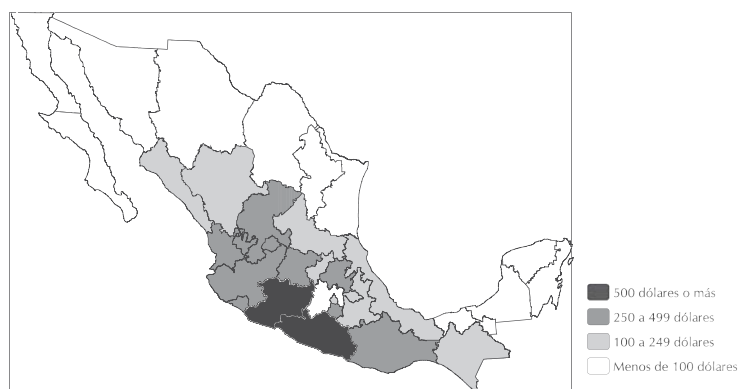 500 dólares o más
250 a 499 dólares
100 a 249 dólares
Menos de 100 dólares